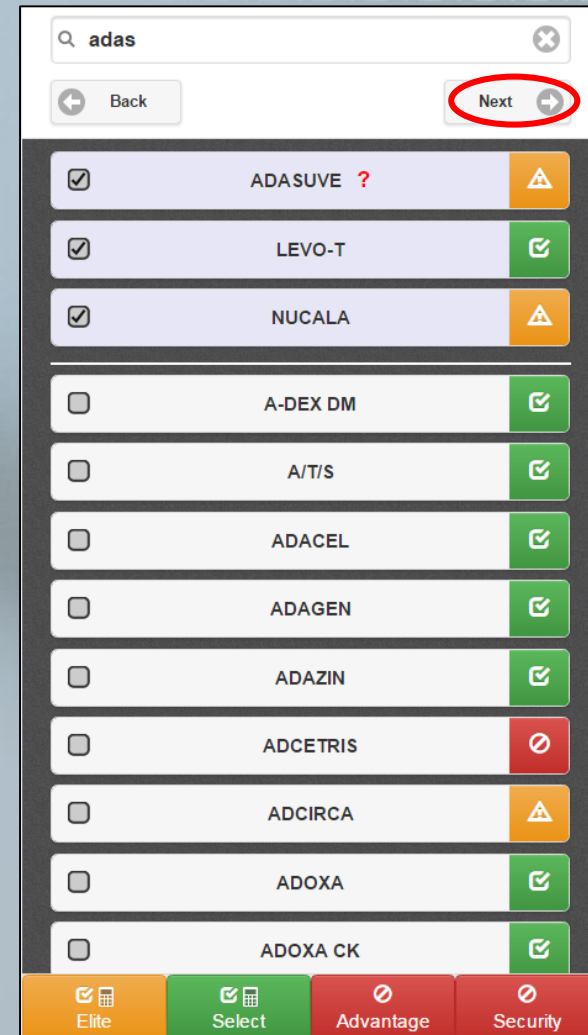 adas
Back
Next
ADASUVE ?
LEVO-T
NUCALA
A-DEX DM
A/T/S
ADACEL
ADAGEN
ADAZIN
ADCETRIS
ADCIRCA
ADOXA
ADOXA CK
Elite
Select
Advantage
Security